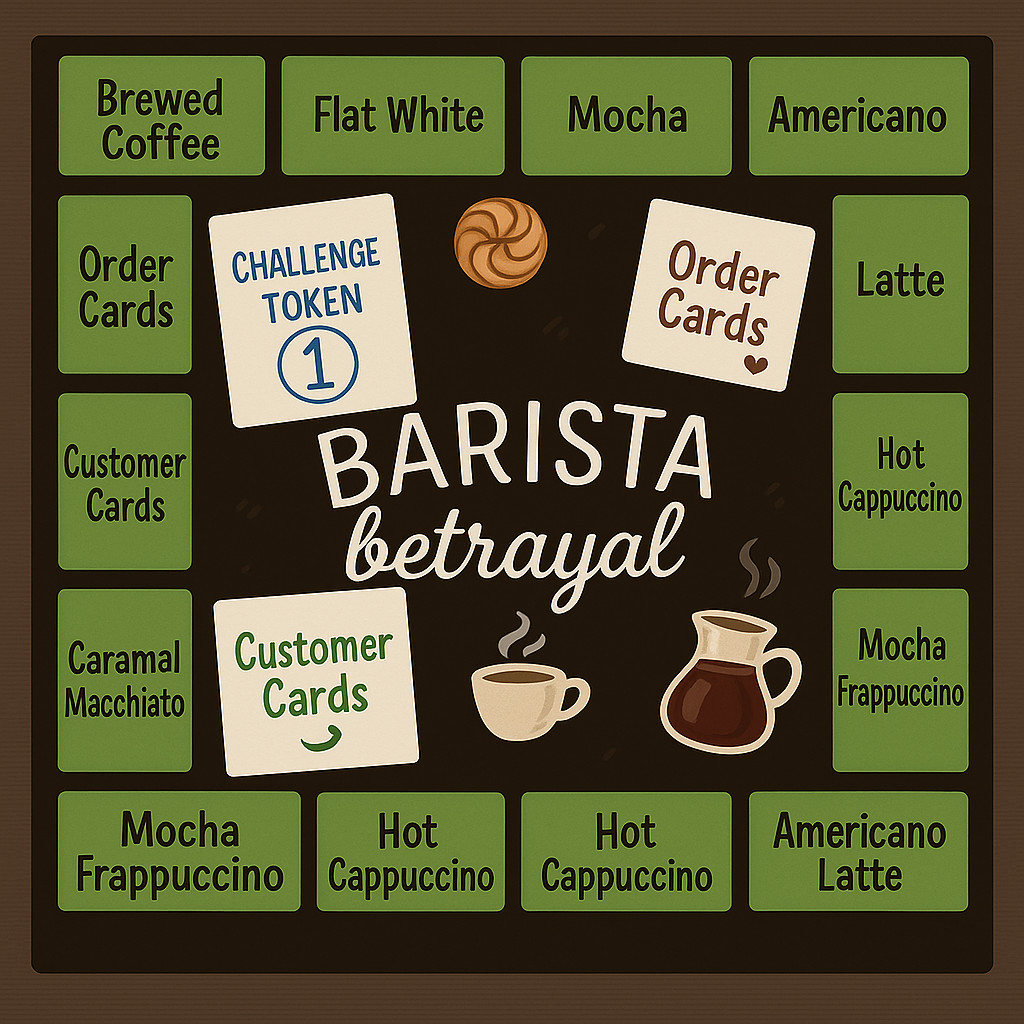 Brewed
Coffee
Flat White
Mocha
Americano
Order
Cards
CHALLENGE
TOKEN
1
Order
Cards
Latte
Customer
Cards
BARISTA
betrayal
Hot
Cappuccino
Caramal
Macchiato
Customer
Cards
Mocha
Frappuccino
Mocha
Frappuccino
Hot
Cappuccino
Hot
Cappuccino
Americano
Latte